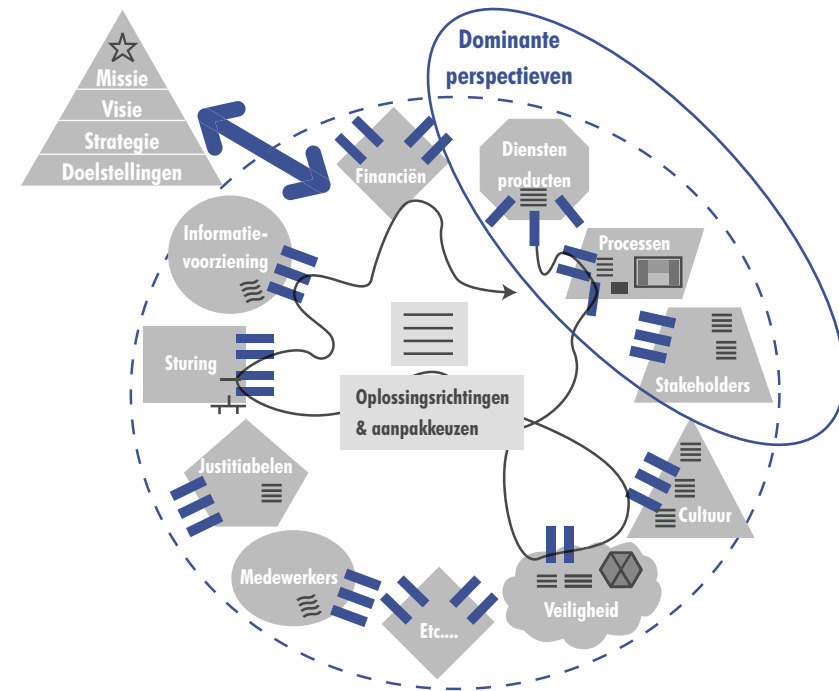 Missie
Visie
Strategie
Doelstellingen
Dominante
perspectieven
Financiën
Diensten
producten
Processen
Informatie-
voorziening
Sturing
Stakeholders
Oplossingsrichtingen
& aanpakkeuzen
Justitiabelen
Cultuur
Medewerkers
Veiligheid
Etc....